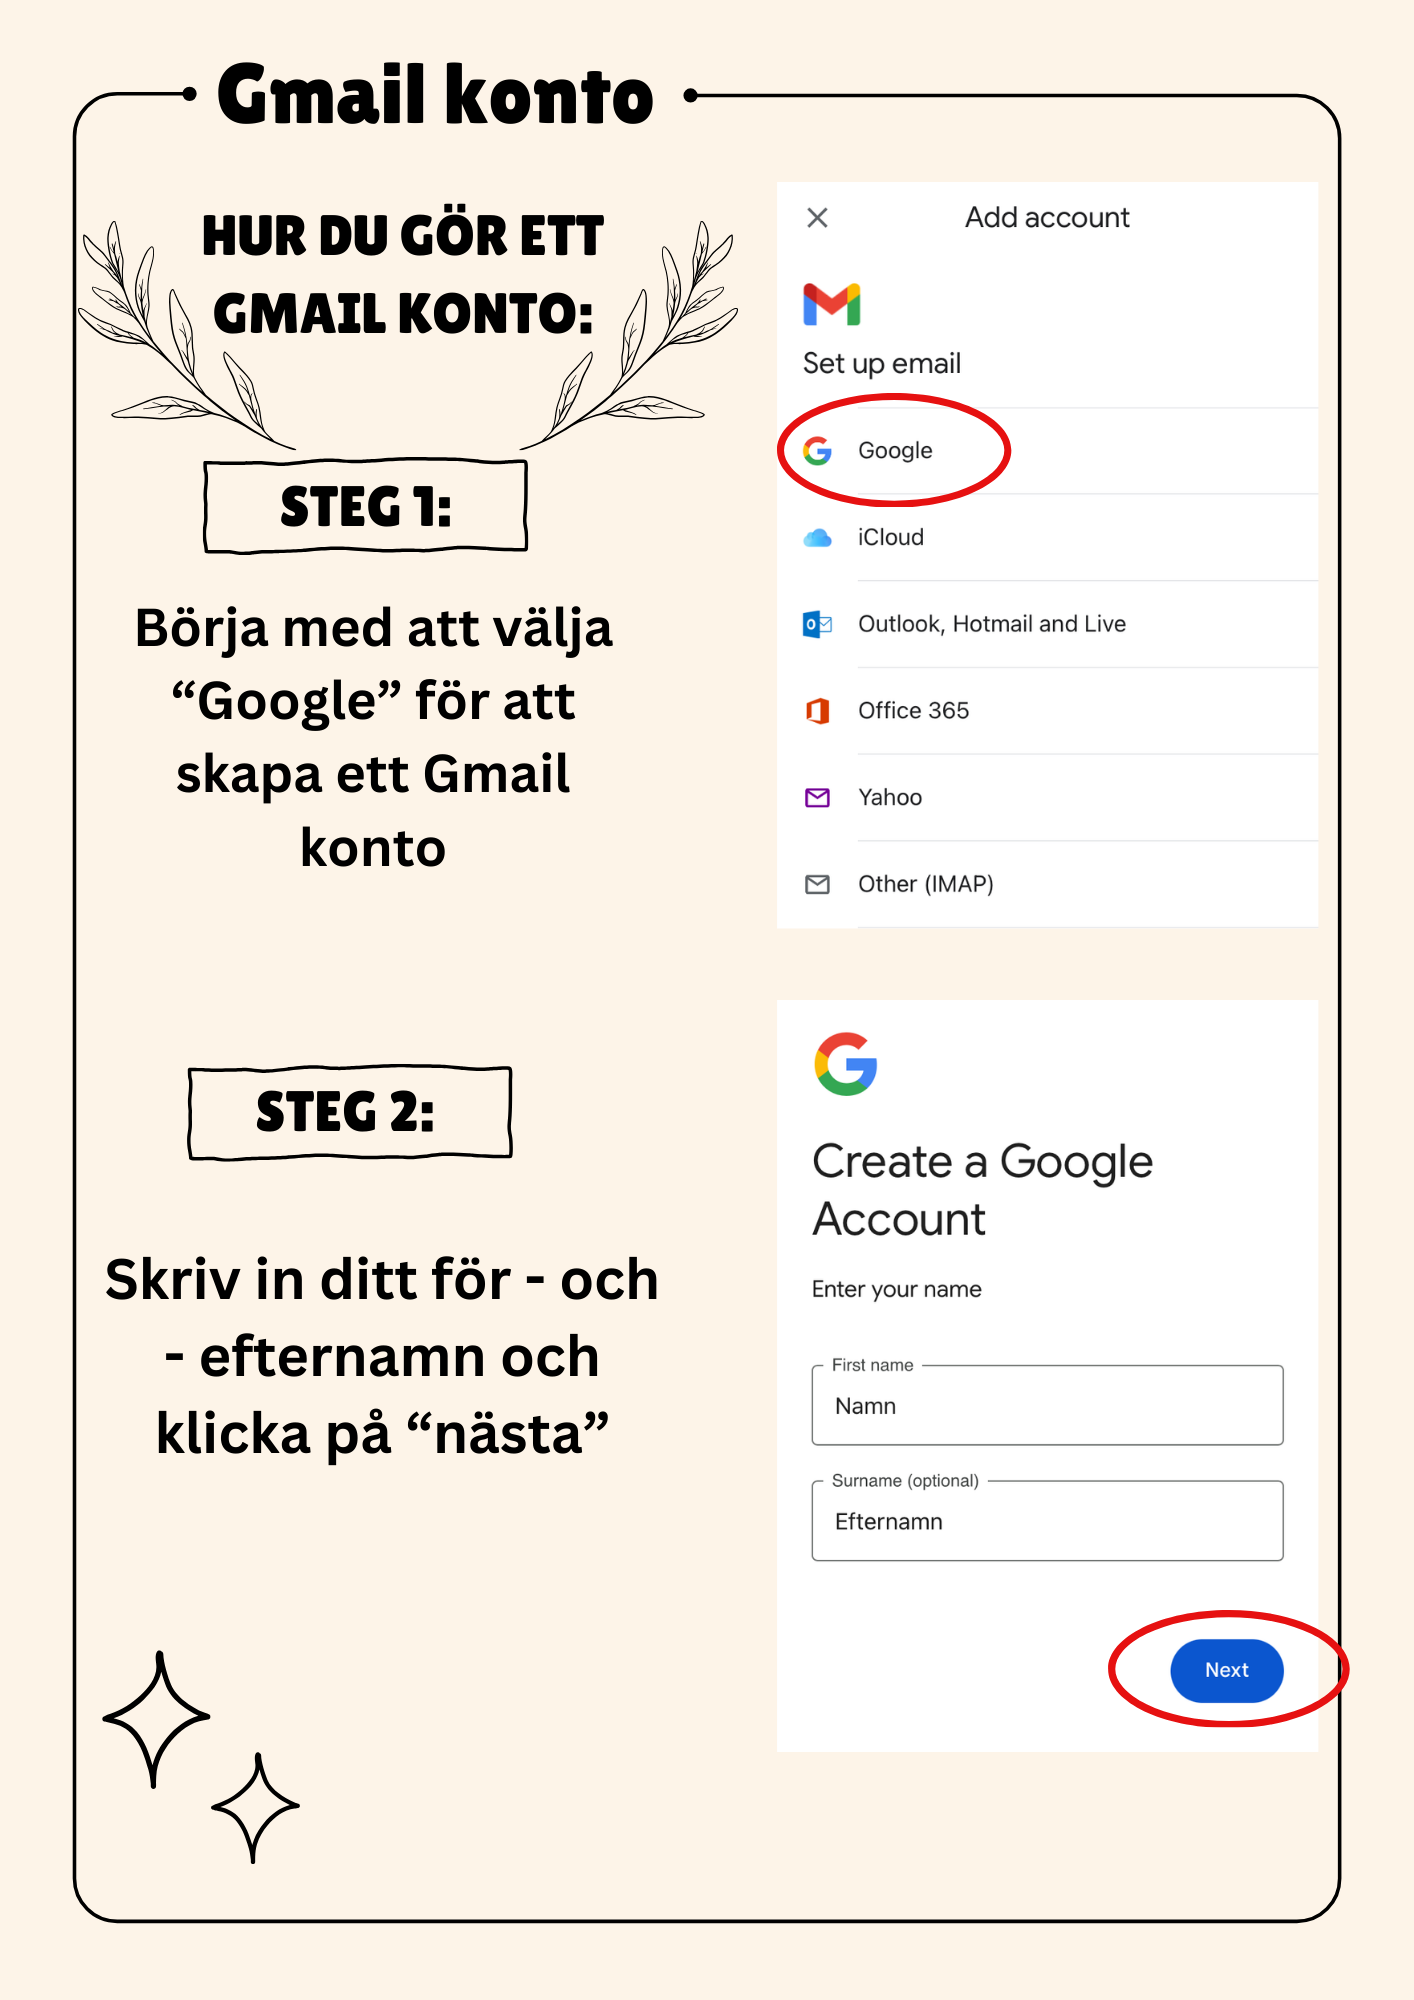 Gmail konto
HUR DU GÖR ETT
GMAIL KONTO:
STEG 1:
Börja med att välja
“Google” för att
skapa ett Gmail
konto
Add account
Set up email
Google
iCloud
Outlook, Hotmail and Live
Office 365
Yahoo
Other (IMAP)
STEG 2:
Skriv in ditt för - och
- efternamn och
klicka på “nästa”
Create a Google
Account
Enter your name
First name
Namn
Surname (optional)
Efternamn
Next